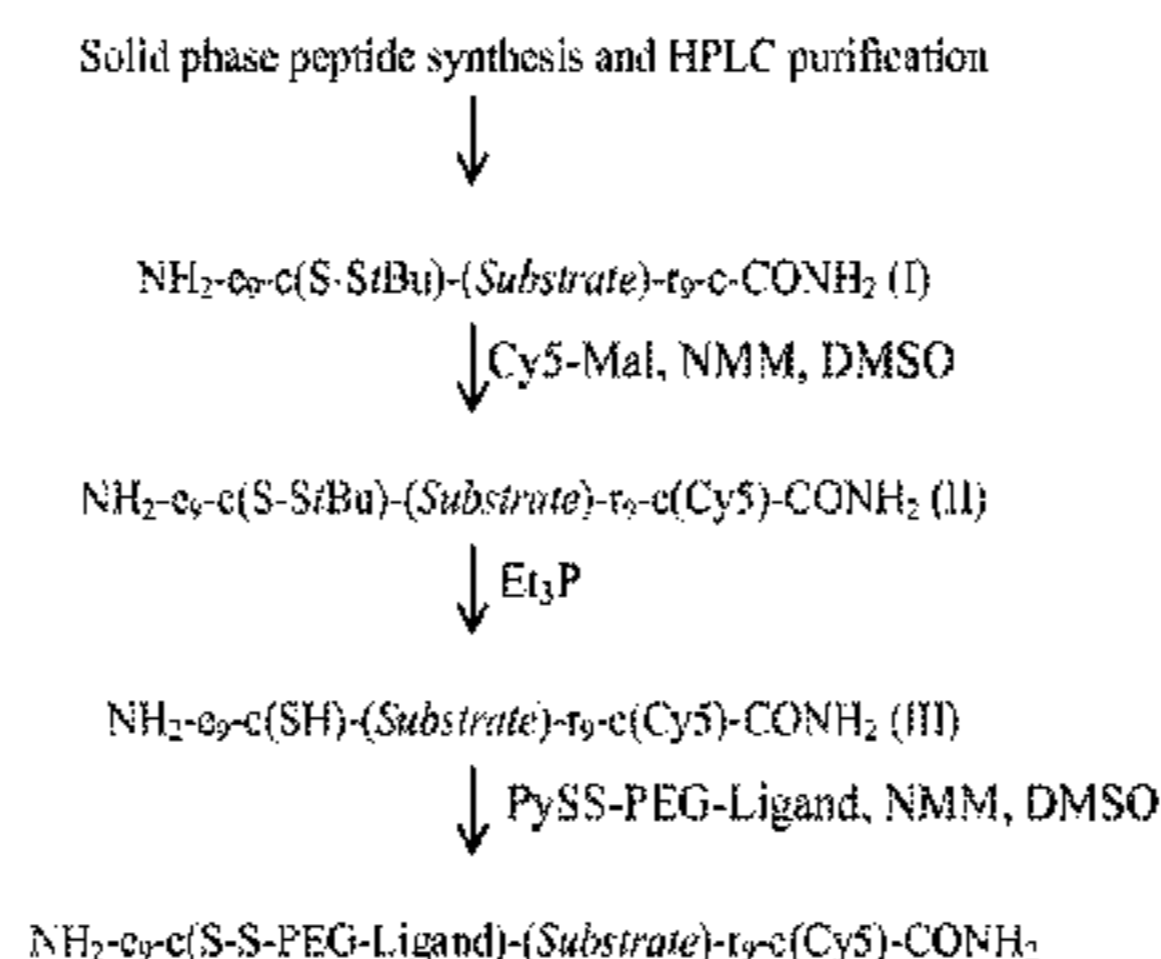 Solid phase peptide synthesis and HPLC purification
NH₂-e₉-c(S-StBu)-(Substrate)-r₉-c-CONH₂ (I)
Cy5-Mal, NMM, DMSO
NH₂-e₉-c(S-StBu)-(Substrate)-r₉-c(Cy5)-CONH₂ (II)
Et₃P
NH₂-e₉-c(SH)-(Substrate)-r₉-c(Cy5)-CONH₂ (III)
PySS-PEG-Ligand, NMM, DMSO
NH₂-e₉-c(S-S-PEG-Ligand)-(Substrate)-r₉-c(Cy5)-CONH₂